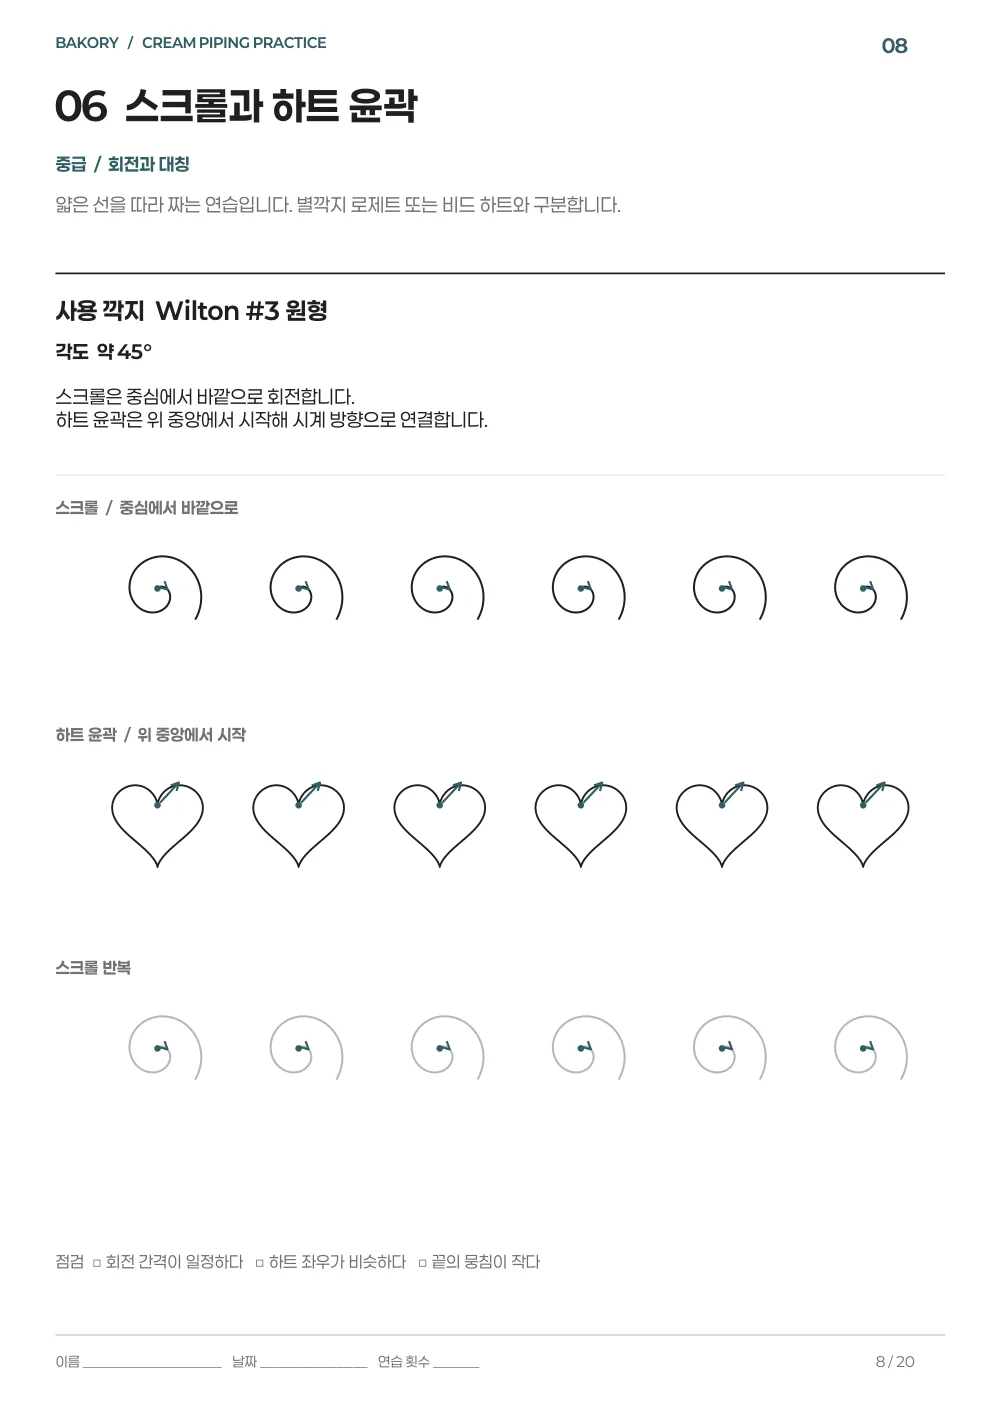 BAKORY / CREAM PIPING PRACTICE
08
06 스크롤과 하트 윤곽
중급 / 회전과 대칭
얇은 선을 따라 짜는 연습입니다. 별깍지 로제트 또는 비드 하트와 구분합니다.
사용 깍지 Wilton #3 원형
각도 약 45°
스크롤은 중심에서 바깥으로 회전합니다.
하트 윤곽은 위 중앙에서 시작해 시계 방향으로 연결합니다.
스크롤 / 중심에서 바깥으로
하트 윤곽 / 위 중앙에서 시작
스크롤 반복
점검 □ 회전 간격이 일정하다 □ 하트 좌우가 비슷하다 □ 끝의 뭉침이 작다
이름 ____________________ 날짜 _______________ 연습 횟수 ______
8 / 20